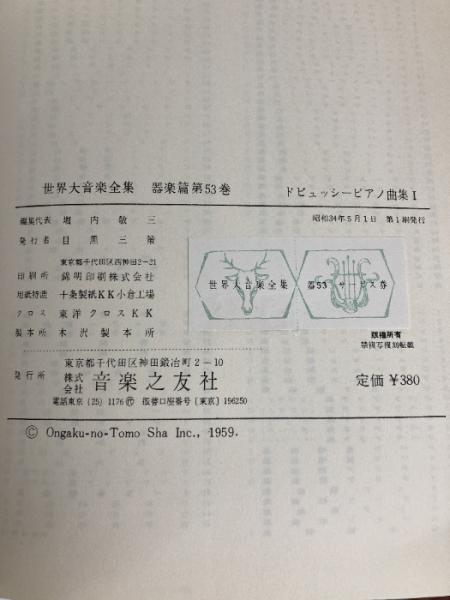 世界大音楽全集 器楽篇第53巻 ドビュッシーピアノ曲集 I
編集代表 堀内敬三 昭和34年5月1日 第1刷発行
発行者 目黒三策
東京都千代田区西神田2-21
印刷所 錦明印刷株式会社
用紙特漉 十条製紙KK小倉工場
クロス 東洋クロスKK
製本所 木沢製本所
世界大音楽全集 器53 サービス券
版権所有
禁複写複刻転載
東京都千代田区神田鍛冶町2-10
発行所 株式会社 音楽之友社 定価 ¥380
電話東京 (25) 1176 代 振替口座番号 (東京) 196250
© Ongaku-no-Tomo Sha Inc., 1959.